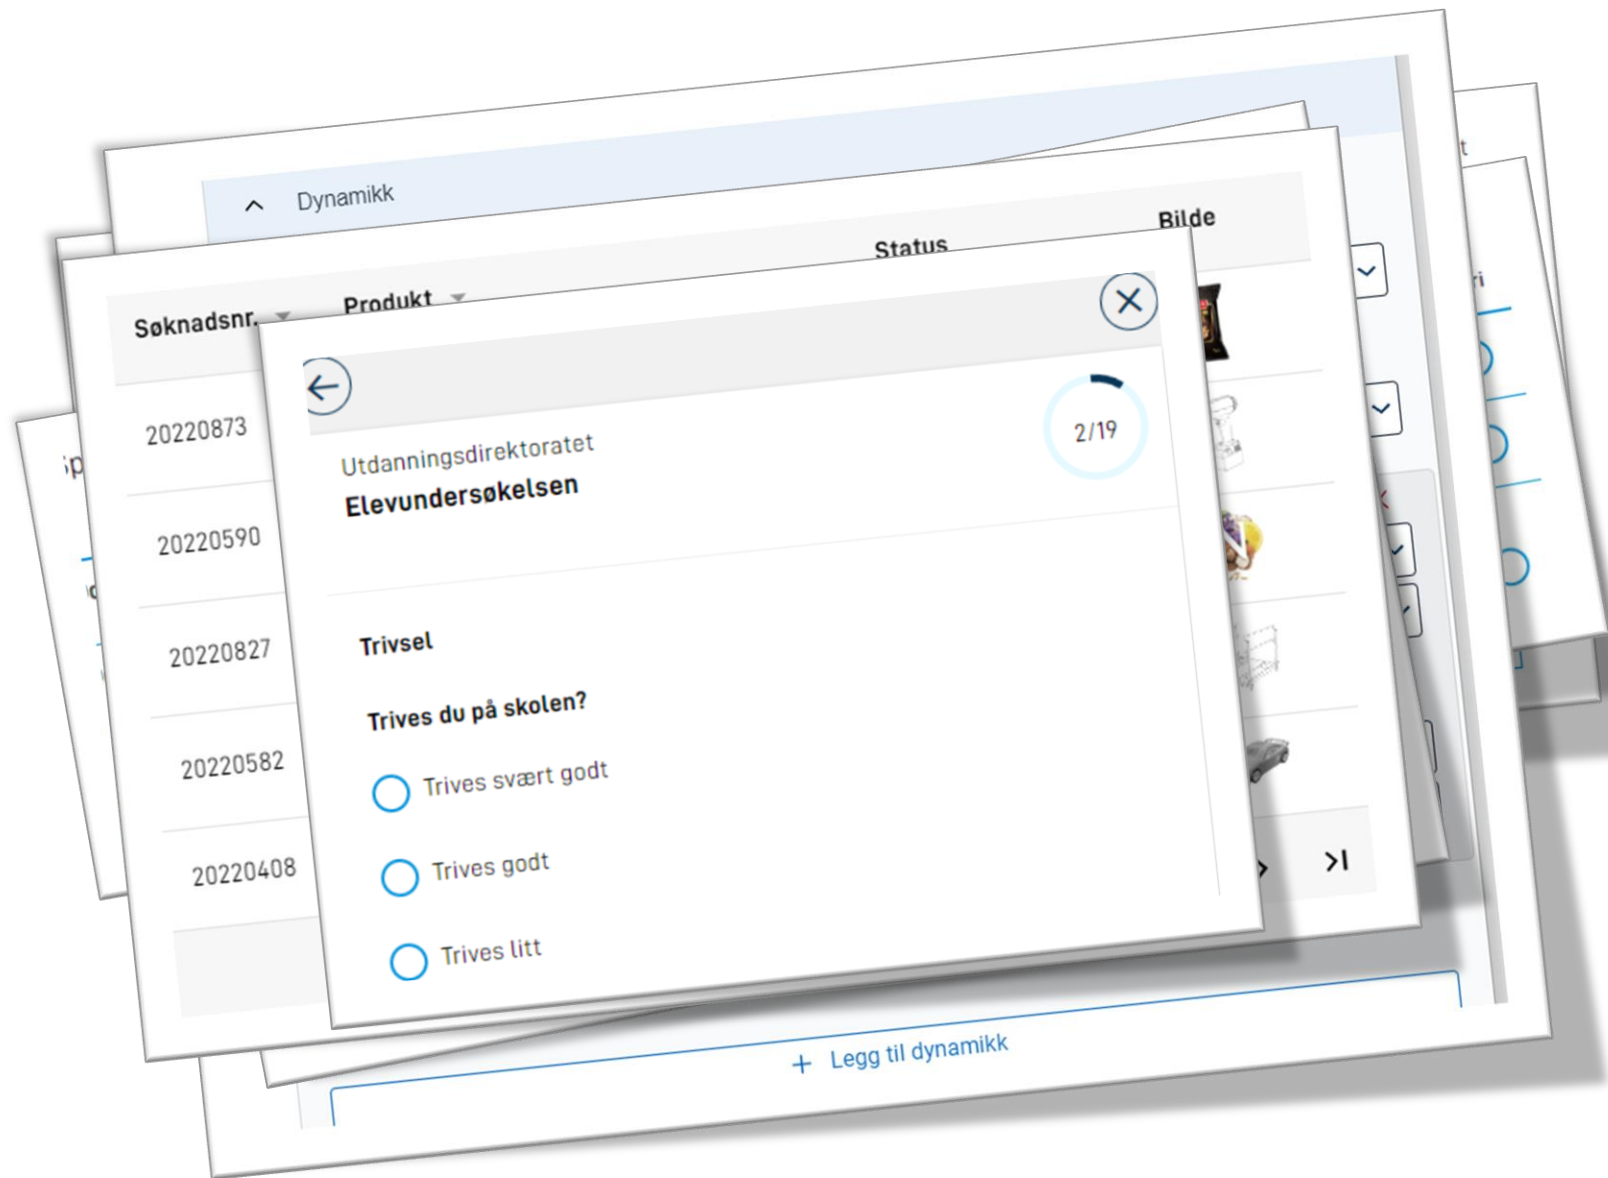 Dynamikk
Søknadsnr.
Produkt
Status
Bilde
20220873
20220590
20220827
20220582
20220408
Utdanningsdirektoratet
Elevundersøkelsen
2/19
Trivsel
Trives du på skolen?
Trives svært godt
Trives godt
Trives litt
+ Legg til dynamikk